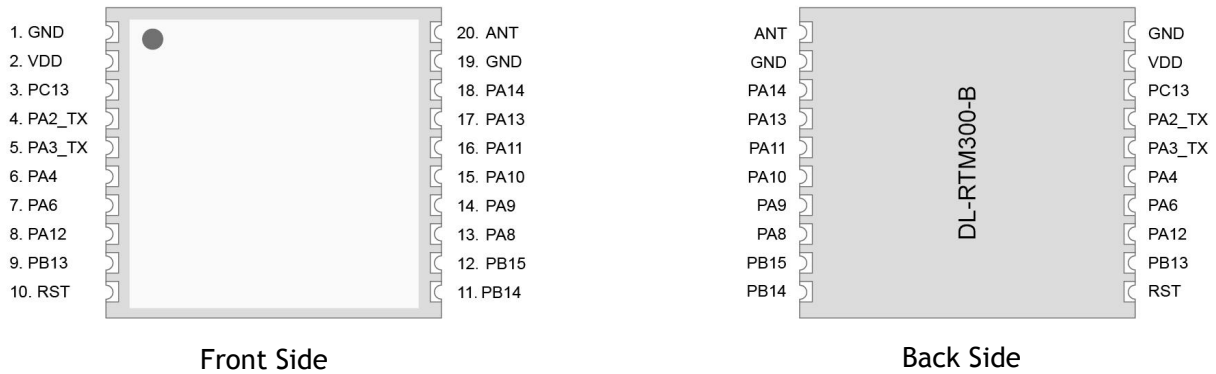 1. GND
2. VDD
3. PC13
4. PA2_TX
5. PA3_TX
6. PA4
7. PA6
8. PA12
9. PB13
10. RST
20. ANT
19. GND
18. PA14
17. PA13
16. PA11
15. PA10
14. PA9
13. PA8
12. PB15
11. PB14
Front Side
ANT
GND
PA14
PA13
PA11
PA10
PA9
PA8
PB15
PB14
DL-RTM300-B
GND
VDD
PC13
PA2_TX
PA3_TX
PA4
PA6
PA12
PB13
RST
Back Side